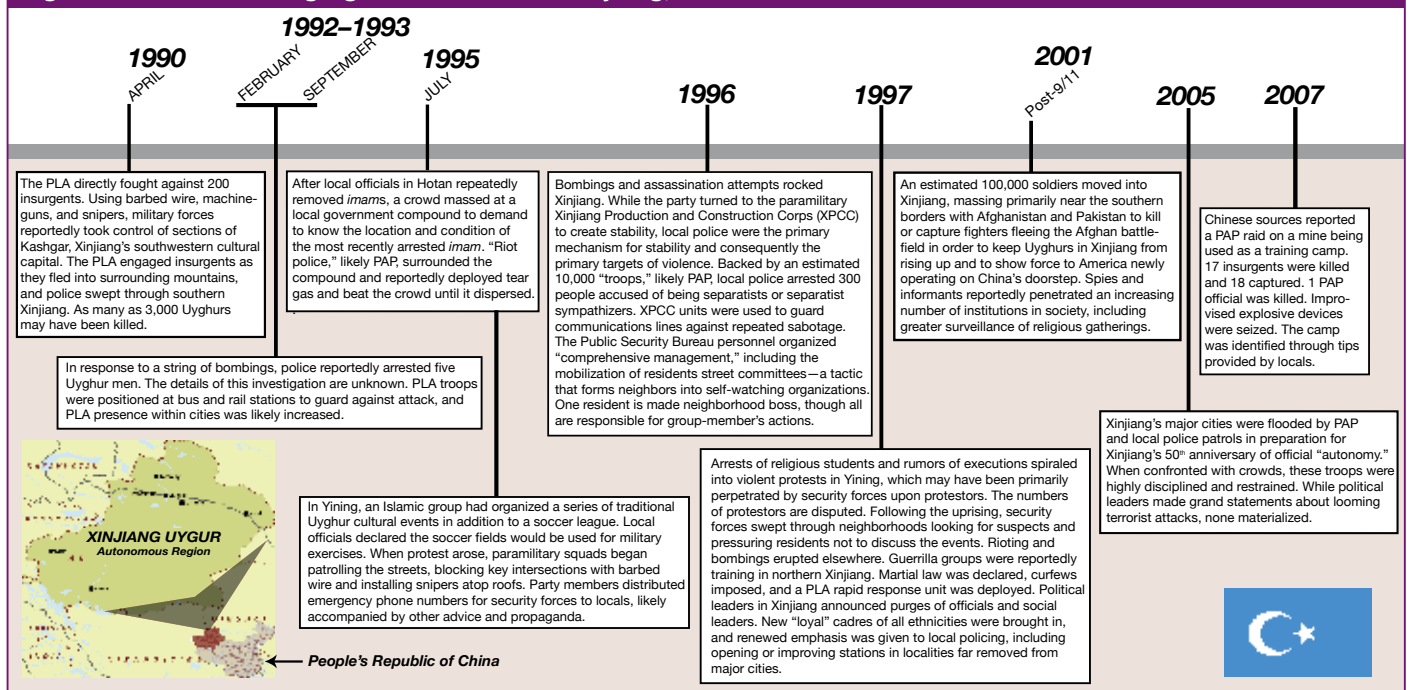 1990
APRIL
1992–1993
FEBRUARY
SEPTEMBER
1995
JULY
1996
1997
2001
Post-9/11
2005
2007
The PLA directly fought against 200
insurgents. Using barbed wire, machine-
guns, and snipers, military forces
reportedly took control of sections of
Kashgar, Xinjiang’s southwestern cultural
capital. The PLA engaged insurgents as
they fled into surrounding mountains,
and police swept through southern
Xinjiang. As many as 3,000 Uyghurs
may have been killed.
In response to a string of bombings, police reportedly arrested five
Uyghur men. The details of this investigation are unknown. PLA troops
were positioned at bus and rail stations to guard against attack, and
PLA presence within cities was likely increased.
After local officials in Hotan repeatedly
removed imams, a crowd massed at a
local government compound to demand
to know the location and condition of
the most recently arrested imam. “Riot
police,” likely PAP, surrounded the
compound and reportedly deployed tear
gas and beat the crowd until it dispersed.
In Yining, an Islamic group had organized a series of traditional
Uyghur cultural events in addition to a soccer league. Local
officials declared the soccer fields would be used for military
exercises. When protest arose, paramilitary squads began
patrolling the streets, blocking key intersections with barbed
wire and installing snipers atop roofs. Party members distributed
emergency phone numbers for security forces to locals, likely
accompanied by other advice and propaganda.
Bombings and assassination attempts rocked
Xinjiang. While the party turned to the paramilitary
Xinjiang Production and Construction Corps (XPCC)
to create stability, local police were the primary
mechanism for stability and consequently the
primary targets of violence. Backed by an estimated
10,000 “troops,” likely PAP, local police arrested 300
people accused of being separatists or separatist
sympathizers. XPCC units were used to guard
communications lines against repeated sabotage.
The Public Security Bureau personnel organized
“comprehensive management,” including the
mobilization of residents street committees—a tactic
that forms neighbors into self-watching organizations.
One resident is made neighborhood boss, though all
are responsible for group-member’s actions.
Arrests of religious students and rumors of executions spiraled
into violent protests in Yining, which may have been primarily
perpetrated by security forces upon protestors. The numbers
of protestors are disputed. Following the uprising, security
forces swept through neighborhoods looking for suspects and
pressuring residents not to discuss the events. Rioting and
bombings erupted elsewhere. Guerrilla groups were reportedly
training in northern Xinjiang. Martial law was declared, curfews
imposed, and a PLA rapid response unit was deployed. Political
leaders in Xinjiang announced purges of officials and social
leaders. New “loyal” cadres of all ethnicities were brought in,
and renewed emphasis was given to local policing, including
opening or improving stations in localities far removed from
major cities.
An estimated 100,000 soldiers moved into
Xinjiang, massing primarily near the southern
borders with Afghanistan and Pakistan to kill
or capture fighters fleeing the Afghan battle-
field in order to keep Uyghurs in Xinjiang from
rising up and to show force to America newly
operating on China’s doorstep. Spies and
informants reportedly penetrated an increasing
number of institutions in society, including
greater surveillance of religious gatherings.
Xinjiang’s major cities were flooded by PAP
and local police patrols in preparation for
Xinjiang’s 50th anniversary of official “autonomy.”
When confronted with crowds, these troops were
highly disciplined and restrained. While political
leaders made grand statements about looming
terrorist attacks, none materialized.
Chinese sources reported
a PAP raid on a mine being
used as a training camp.
17 insurgents were killed
and 18 captured. 1 PAP
official was killed. Impro-
vised explosive devices
were seized. The camp
was identified through tips
provided by locals.
XINJIANG UYGUR
Autonomous Region
People’s Republic of China